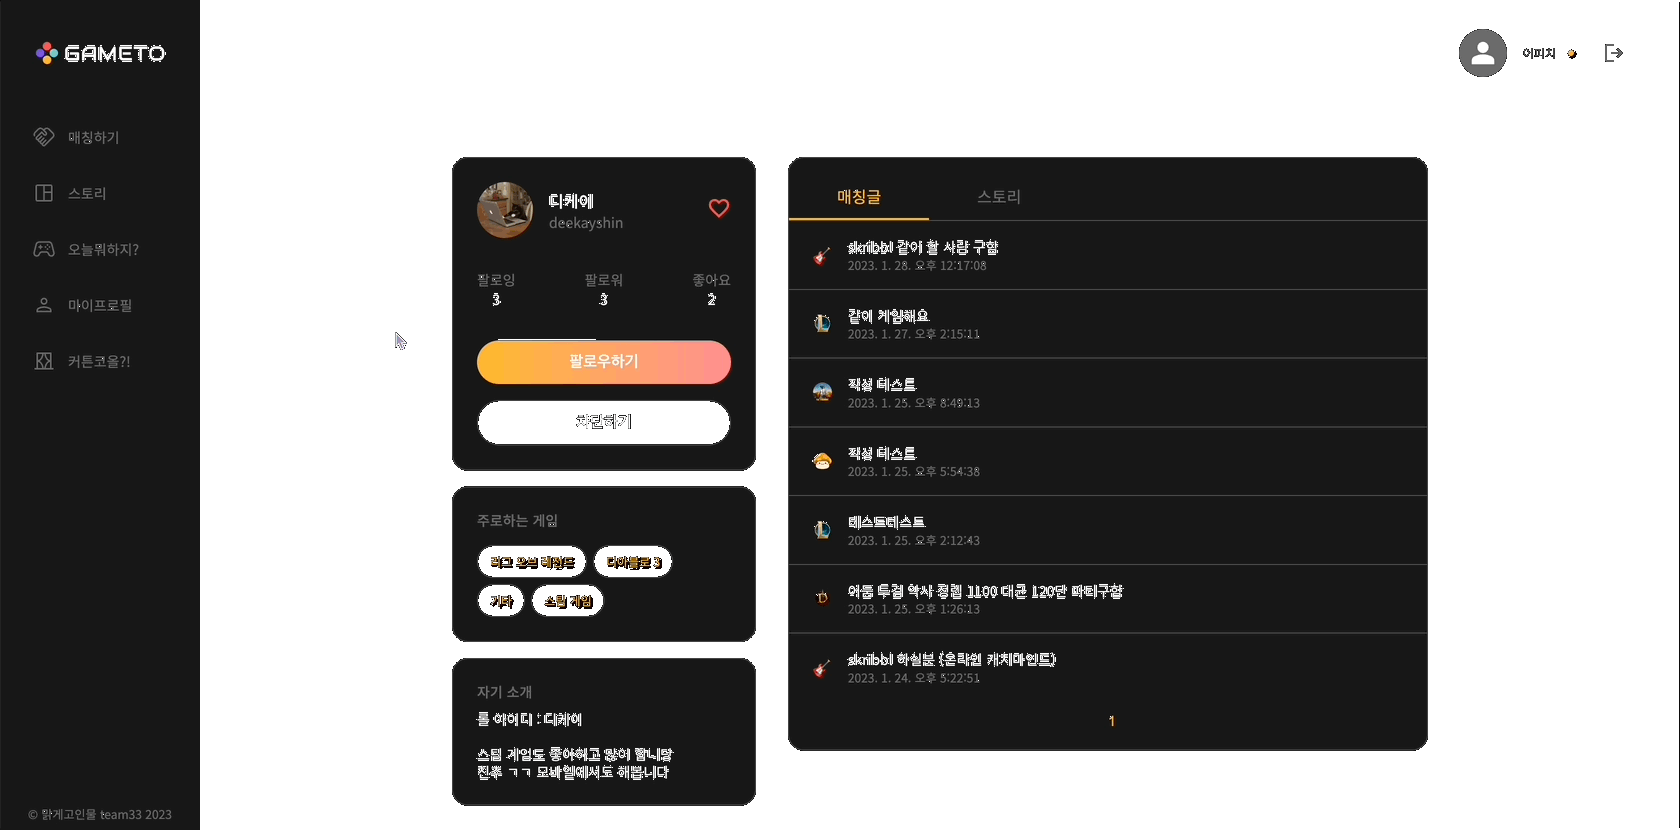 GAMETO
어피치
매칭하기
스토리
오늘뭐하지?
마이프로필
커튼코올?!
© 맑게고인물 team33 2023
디케이
deekayshin
팔로잉
팔로워
좋아요
3
3
2
팔로우하기
차단하기
주로하는 게임
리그 오브 레전드
디아블로 3
기타
스팀 게임
자기 소개
롤 아이디 : 디케이
스팀 게임도 좋아하고 많이 합니당
친추 ㄱㄱ 모바일에서도 해봅니다
매칭글
스토리
skribbl 같이 할 사람 구함
2023. 1. 28. 오후 12:17:08
같이 게임해요
2023. 1. 27. 오후 2:15:11
작성 테스트
2023. 1. 25. 오후 8:49:13
작성 테스트
2023. 1. 25. 오후 5:54:38
테스트테스트
2023. 1. 25. 오후 2:12:43
어둠 투결 악사 정렙 1100 대균 120단 파티구함
2023. 1. 25. 오후 1:26:13
skribbl 하실분 (온라인 캐치마인드)
2023. 1. 24. 오후 5:22:51
1